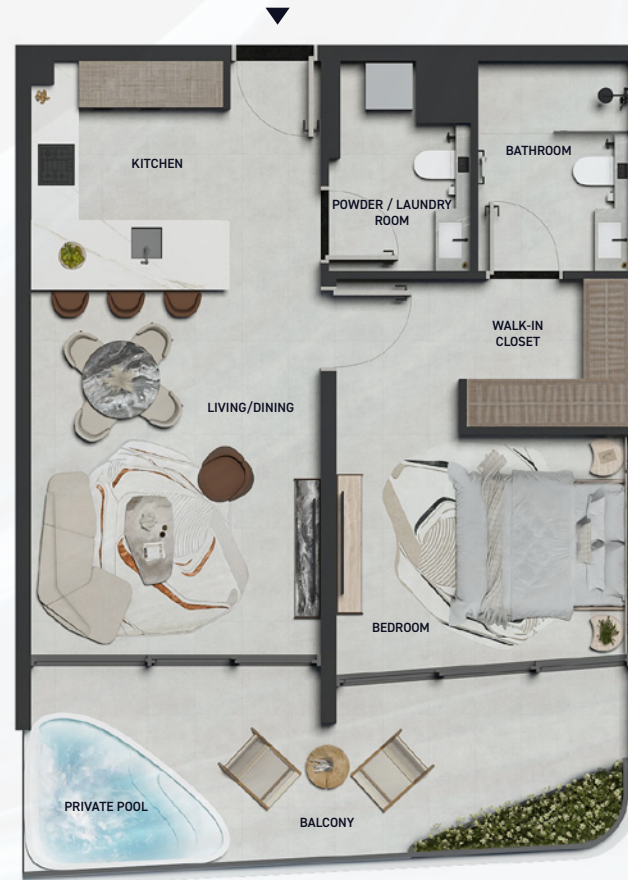 KITCHEN
BATHROOM
POWDER / LAUNDRY
ROOM
WALK-IN
CLOSET
LIVING/DINING
BEDROOM
PRIVATE POOL
BALCONY